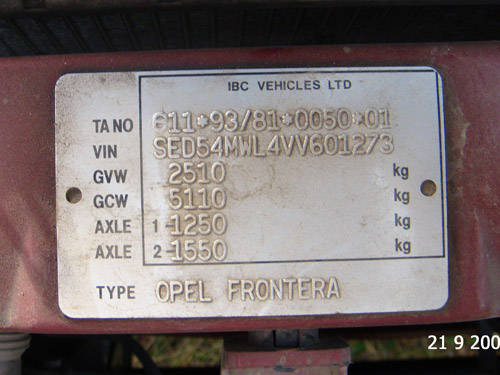 IBC VEHICLES LTD
TA NO 611*93/81*0050*01
VIN SED54MWL4VV601273
GVW 2510 kg
GCW 5110 kg
AXLE 1-1250 kg
AXLE 2-1550 kg
TYPE OPEL FRONTERA
21 9 200